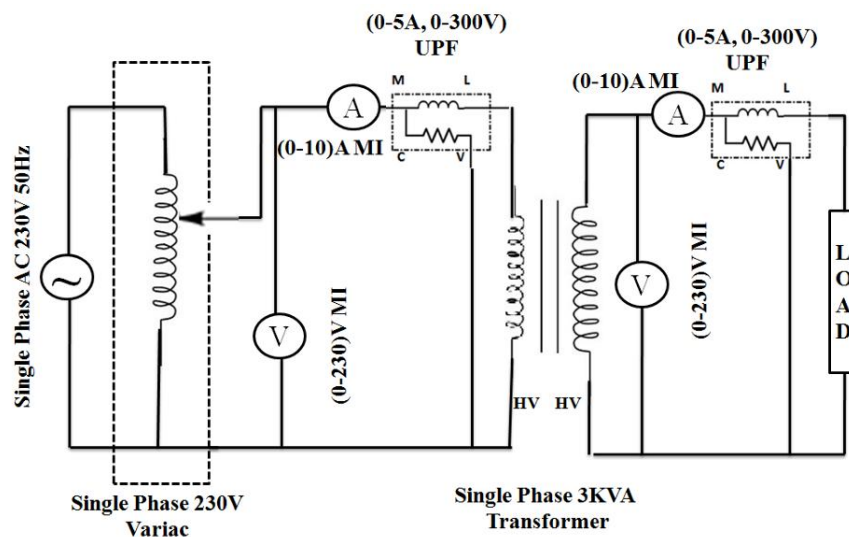 (0-5A, 0-300V)
UPF
(0-5A, 0-300V)
UPF
M
L
A
(0-10)A MI
C
V
(0-10)A MI
M
L
A
C
V
Single Phase AC 230V 50Hz
V
(0-230)V MI
V
(0-230)V MI
L
O
A
D
HV
HV
Single Phase 230V
Variac
Single Phase 3KVA
Transformer